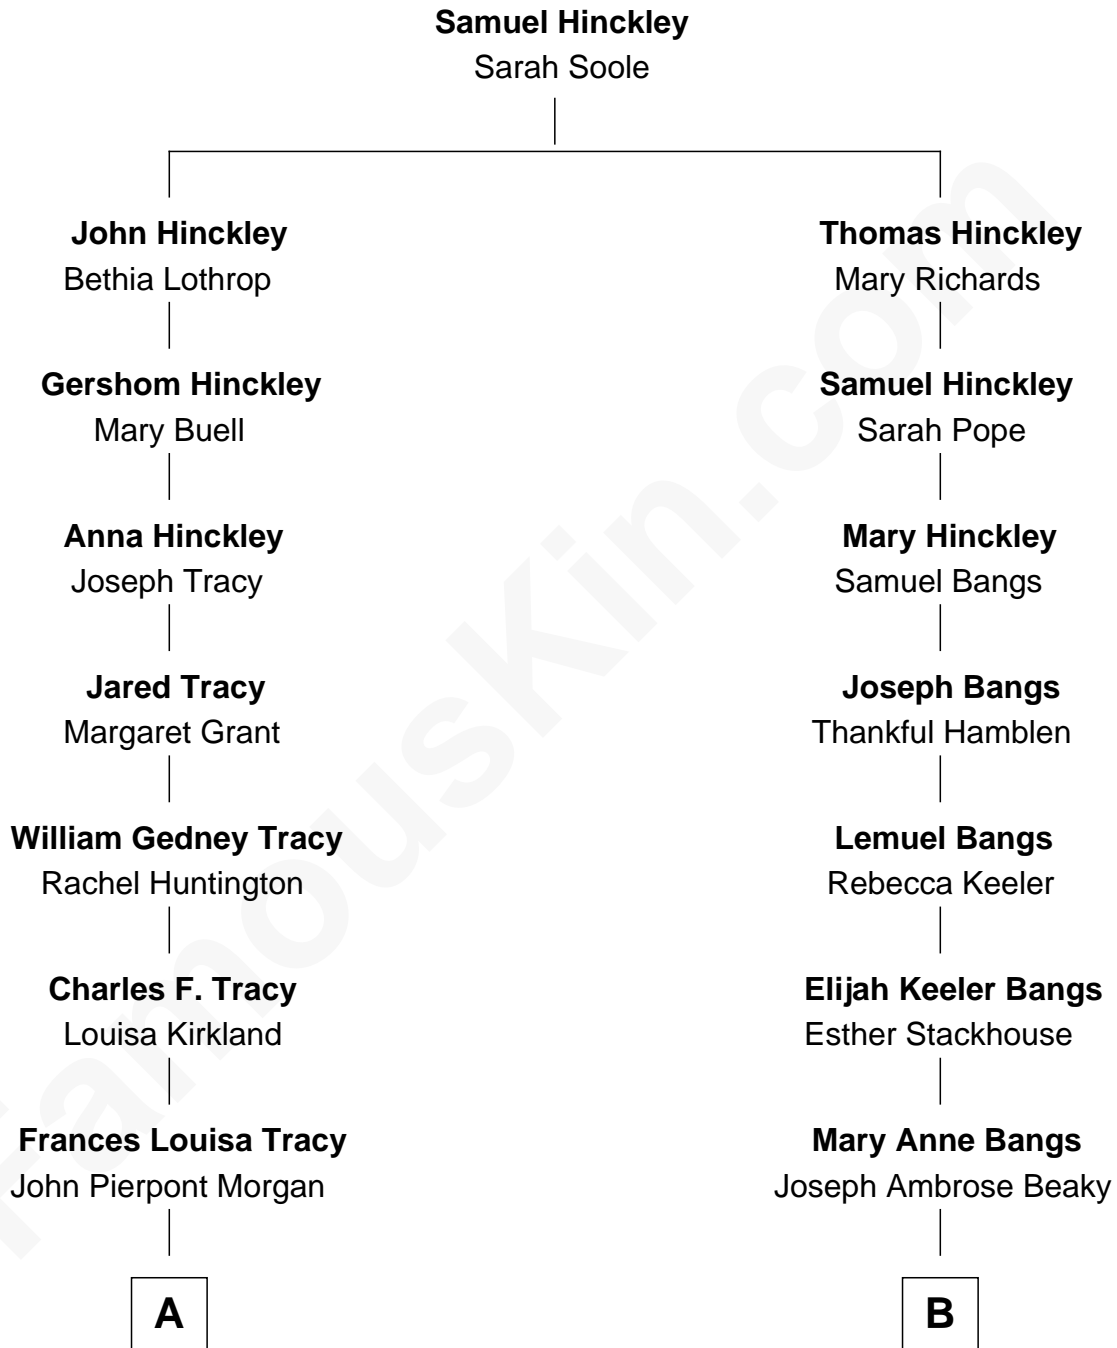 Samuel Hinckley
Sarah Soole
John Hinckley
Bethia Lothrop
Thomas Hinckley
Mary Richards
Gershom Hinckley
Mary Buell
Samuel Hinckley
Sarah Pope
Anna Hinckley
Joseph Tracy
Mary Hinckley
Samuel Bangs
Jared Tracy
Margaret Grant
Joseph Bangs
Thankful Hamblen
William Gedney Tracy
Rachel Huntington
Lemuel Bangs
Rebecca Keeler
Charles F. Tracy
Louisa Kirkland
Elijah Keeler Bangs
Esther Stackhouse
Frances Louisa Tracy
John Pierpont Morgan
Mary Anne Bangs
Joseph Ambrose Beaky
A
B
FamousKin.com